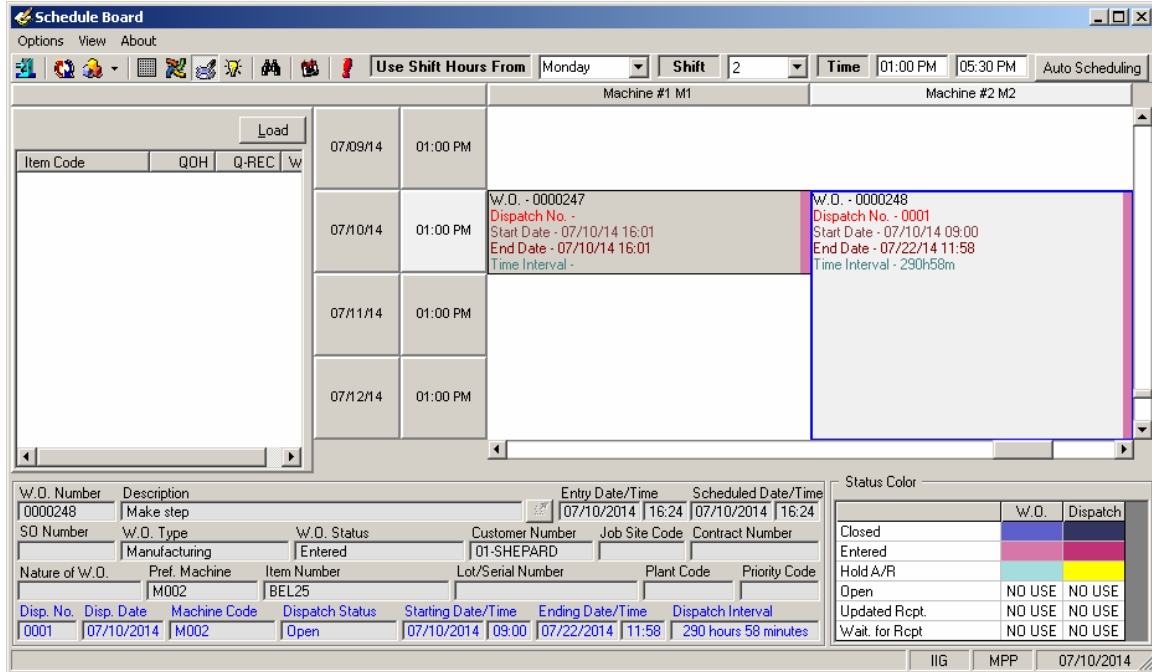 Schedule Board
Options View About
Use Shift Hours From Monday Shift 2 Time 01:00 PM 05:30 PM Auto Scheduling
Machine #1 M1 Machine #2 M2
Load
Item Code QOH Q-REC W
07/09/14 01:00 PM
07/10/14 01:00 PM
07/11/14 01:00 PM
07/12/14 01:00 PM
W.O. - 0000247
Dispatch No. -
Start Date - 07/10/14 16:01
End Date - 07/10/14 16:01
Time Interval -
W.O. - 0000248
Dispatch No. - 0001
Start Date - 07/10/14 09:00
End Date - 07/22/14 11:58
Time Interval - 290h58m
W.O. Number Description Entry Date/Time Scheduled Date/Time
0000248 Make step 07/10/2014 16:24 07/10/2014 16:24
SO Number W.O. Type W.O. Status Customer Number Job Site Code Contract Number
Manufacturing Entered 01-SHEPARD
Nature of W.O. Pref. Machine Item Number Lot/Serial Number Plant Code Priority Code
M002 BEL25
Disp. No. Disp. Date Machine Code Dispatch Status Starting Date/Time Ending Date/Time Dispatch Interval
0001 07/10/2014 M002 Open 07/10/2014 09:00 07/22/2014 11:58 290 hours 58 minutes
Status Color
W.O. Dispatch
Closed
Entered
Hold A/R
Open NO USE NO USE
Updated Rcpt. NO USE NO USE
Wait. for Rcpt NO USE NO USE
IIG MPP 07/10/2014